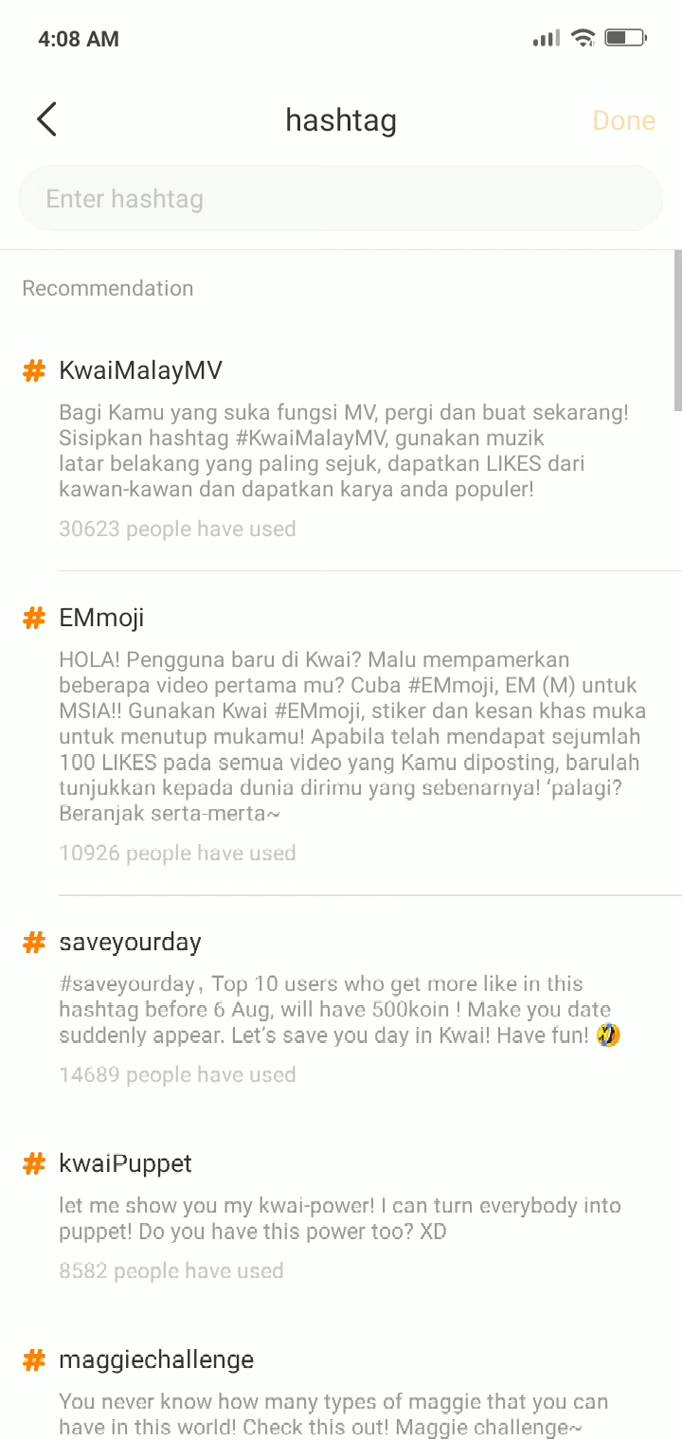 4:08 AM
hashtag
Done
Enter hashtag
Recommendation
# KwaiMalayMV
Bagi Kamu yang suka fungsi MV, pergi dan buat sekarang!
Sisipkan hashtag #KwaiMalayMV, gunakan muzik
latar belakang yang paling sejuk, dapatkan LIKES dari
kawan-kawan dan dapatkan karya anda populer!
30623 people have used
# EMmoji
HOLA! Pengguna baru di Kwai? Malu mempamerkan
beberapa video pertama mu? Cuba #EMmoji, EM (M) untuk
MSIA!! Gunakan Kwai #EMmoji, stiker dan kesan khas muka
untuk menutup mukamu! Apabila telah mendapat sejumlah
100 LIKES pada semua video yang Kamu diposting, barulah
tunjukkan kepada dunia dirimu yang sebenarnya! ‘palagi?
Beranjak serta-merta~
10926 people have used
# saveyourday
#saveyourday，Top 10 users who get more like in this
hashtag before 6 Aug, will have 500koin ! Make you date
suddenly appear. Let’s save you day in Kwai! Have fun! 🤣
14689 people have used
# kwaiPuppet
let me show you my kwai-power! I can turn everybody into
puppet! Do you have this power too? XD
8582 people have used
# maggiechallenge
You never know how many types of maggie that you can
have in this world! Check this out! Maggie challenge~